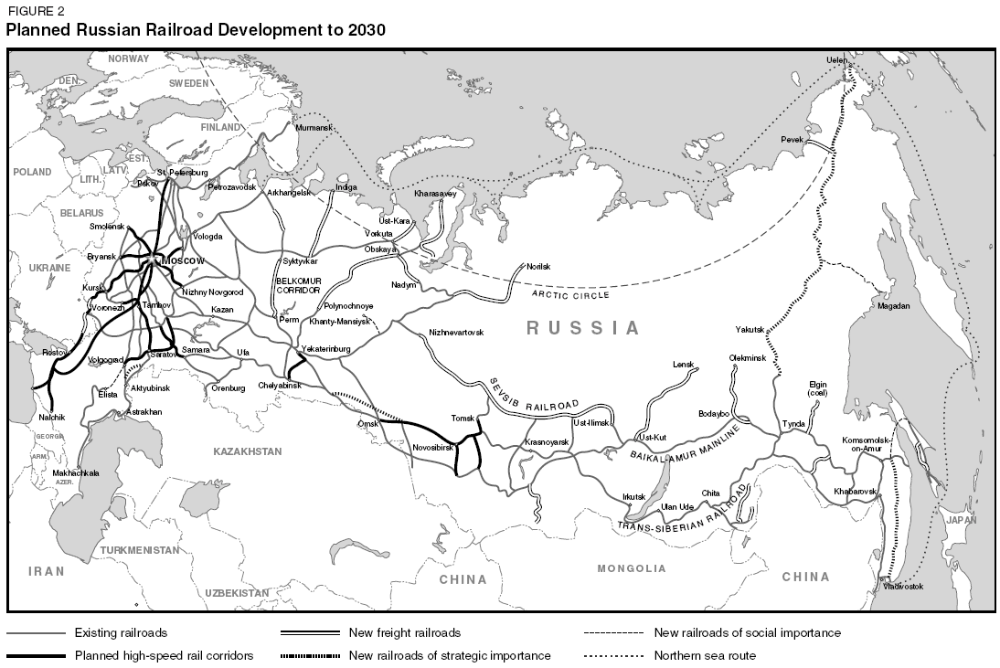 FIGURE 2
Planned Russian Railroad Development to 2030
NORWAY
Uelen
DEN.
SWEDEN
FINLAND
Murmansk
Pevek
POLAND
EST.
LATV.
LITH.
St. Petersburg
Pskov
Petrozavodsk
Arkhangelsk
Indiga
Kharasavey
BELARUS
Smolensk
Ust-Kara
Vorkuta
Vologda
Obskaya
Bryansk
Moscow
Syktyvkar
UKRAINE
Norilsk
BELKOMUR
CORRIDOR
Kursk
Nadym
Nizhny Novgorod
ARCTIC CIRCLE
Voronezh
Tambov
Kazan
Polynochnoye
Magadan
Perm
Khanty-Mansiysk
RUSSIA
Nizhnevartovsk
Yakutsk
Rostov
Volgograd
Saratov
Samara
Ufa
Yekaterinburg
Lensk
Olekminsk
Elista
Aktyubinsk
Orenburg
Chelyabinsk
SEVSIB RAILROAD
Elgin
(coal)
Nalchik
Astrakhan
Omsk
Tomsk
Ust-Ilimsk
Bodaybo
Tynda
GEORGIA
Novosibirsk
Krasnoyarsk
Ust-Kut
Komsomolsk-
on-Amur
ARM.
KAZAKHSTAN
BAIKAL-AMUR MAINLINE
Makhachkala
AZER.
Irkutsk
Ulan Ude
Chita
Khabarovsk
TRANS-SIBERIAN RAILROAD
JAPAN
TURKMENISTAN
IRAN
CHINA
MONGOLIA
CHINA
Vladivostok
UZBEKISTAN
Existing railroads
New freight railroads
New railroads of social importance
Planned high-speed rail corridors
New railroads of strategic importance
Northern sea route